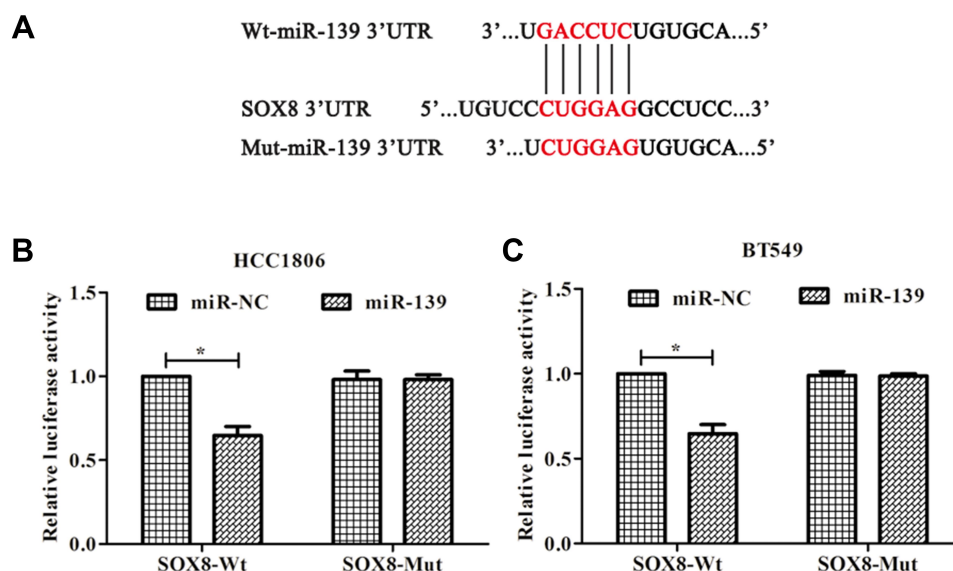 A
Wt-miR-139 3'UTR 3'...UGACCUCUGUGCA...5'
SOX8 3'UTR 5'...UGUCCCUGGAGGCCUCC...3'
Mut-miR-139 3'UTR 3'...UCUGGAGUGUGCA...5'
B
HCC1806
miR-NC miR-139
Relative luciferase activity
1.5
1.0
0.5
0.0
*
SOX8-Wt SOX8-Mut
C
BT549
miR-NC miR-139
Relative luciferase activity
1.5
1.0
0.5
0.0
*
SOX8-Wt SOX8-Mut